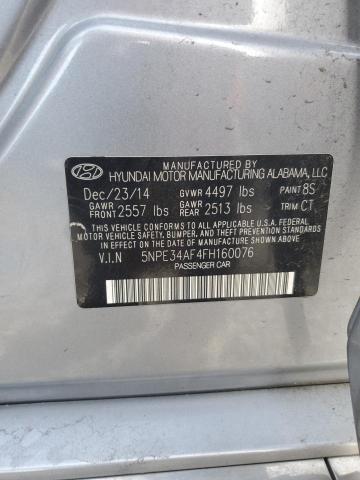 MANUFACTURED BY
HYUNDAI MOTOR MANUFACTURING ALABAMA, LLC
Dec/23/14 GVWR 4497 lbs PAINT 8S
GAWR FRONT 2557 lbs GAWR REAR 2513 lbs TRIM CT
THIS VEHICLE CONFORMS TO ALL APPLICABLE U.S.A FEDERAL
MOTOR VEHICLE SAFETY, BUMPER, AND THEFT PREVENTION
STANDARDS IN EFFECT ON THE DATE OF MANUFACTURE SHOWN ABOVE.
V.I.N 5NPE34AF4FH160076
PASSENGER CAR